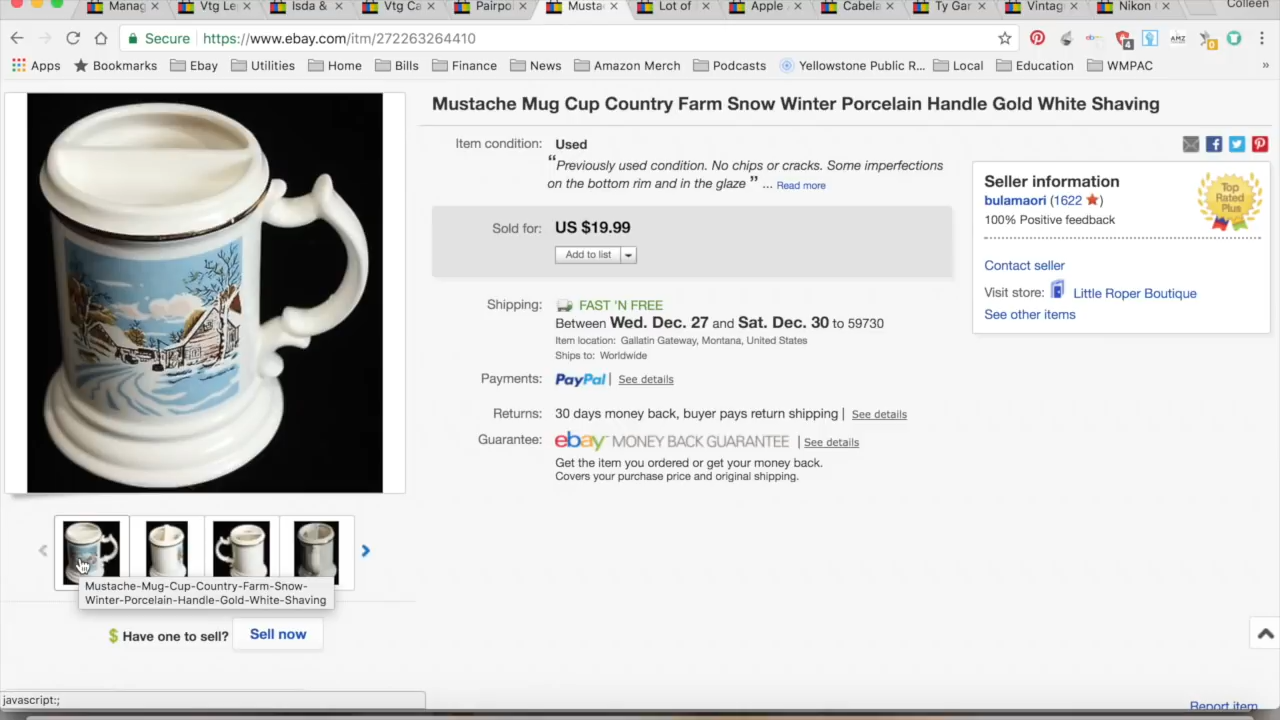 Manag
Vtg Le
Isda &
Vtg Ca
Pairpo
Musta
Lot of
Apple
Cabela
Ty Gar
Vintag
Nikon
Colleen
Secure
https://www.ebay.com/itm/272263264410
4
AMZ
0
Apps
Bookmarks
Ebay
Utilities
Home
Bills
Finance
News
Amazon Merch
Podcasts
Yellowstone Public R...
Local
Education
WMPAC
»
Mustache Mug Cup Country Farm Snow Winter Porcelain Handle Gold White Shaving
Item condition: Used
“Previously used condition. No chips or cracks. Some imperfections
on the bottom rim and in the glaze ” ... Read more
Sold for: US $19.99
Add to list
Shipping: FAST 'N FREE
Between Wed. Dec. 27 and Sat. Dec. 30 to 59730
Item location: Gallatin Gateway, Montana, United States
Ships to: Worldwide
Payments: PayPal | See details
Returns: 30 days money back, buyer pays return shipping | See details
Guarantee: ebay MONEY BACK GUARANTEE | See details
Get the item you ordered or get your money back.
Covers your purchase price and original shipping.
Seller information
bulamaori (1622 ★)
100% Positive feedback
Top
Rated
Plus
Contact seller
Visit store: Little Roper Boutique
See other items
Mustache-Mug-Cup-Country-Farm-Snow-
Winter-Porcelain-Handle-Gold-White-Shaving
$ Have one to sell? Sell now
javascript:;
Report item